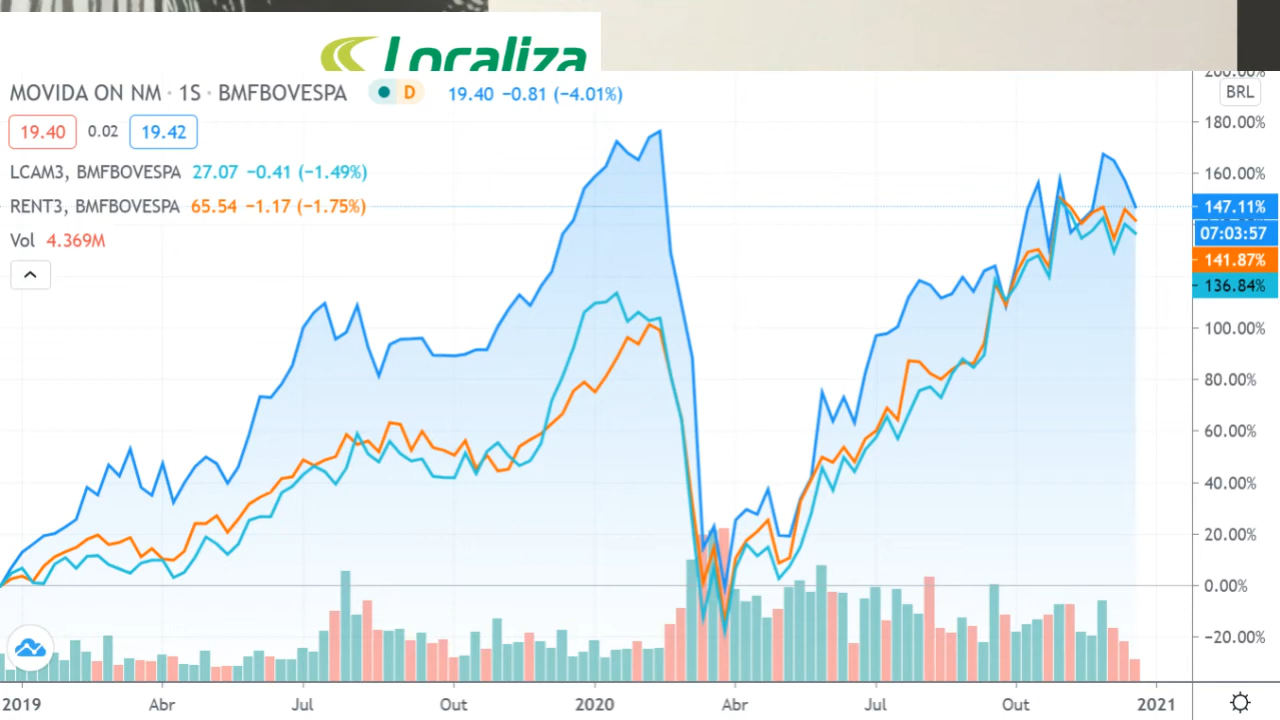 Localiza
MOVIDA ON NM · 1S · BMFBOVESPA D 19.40 −0.81 (−4.01%)
19.40 0.02 19.42
LCAM3, BMFBOVESPA 27.07 −0.41 (−1.49%)
RENT3, BMFBOVESPA 65.54 −1.17 (−1.75%)
Vol 4.369M
200.00%
BRL
180.00%
160.00%
147.11%
07:03:57
141.87%
136.84%
100.00%
80.00%
60.00%
40.00%
20.00%
0.00%
−20.00%
2019 Abr Jul Out 2020 Abr Jul Out 2021